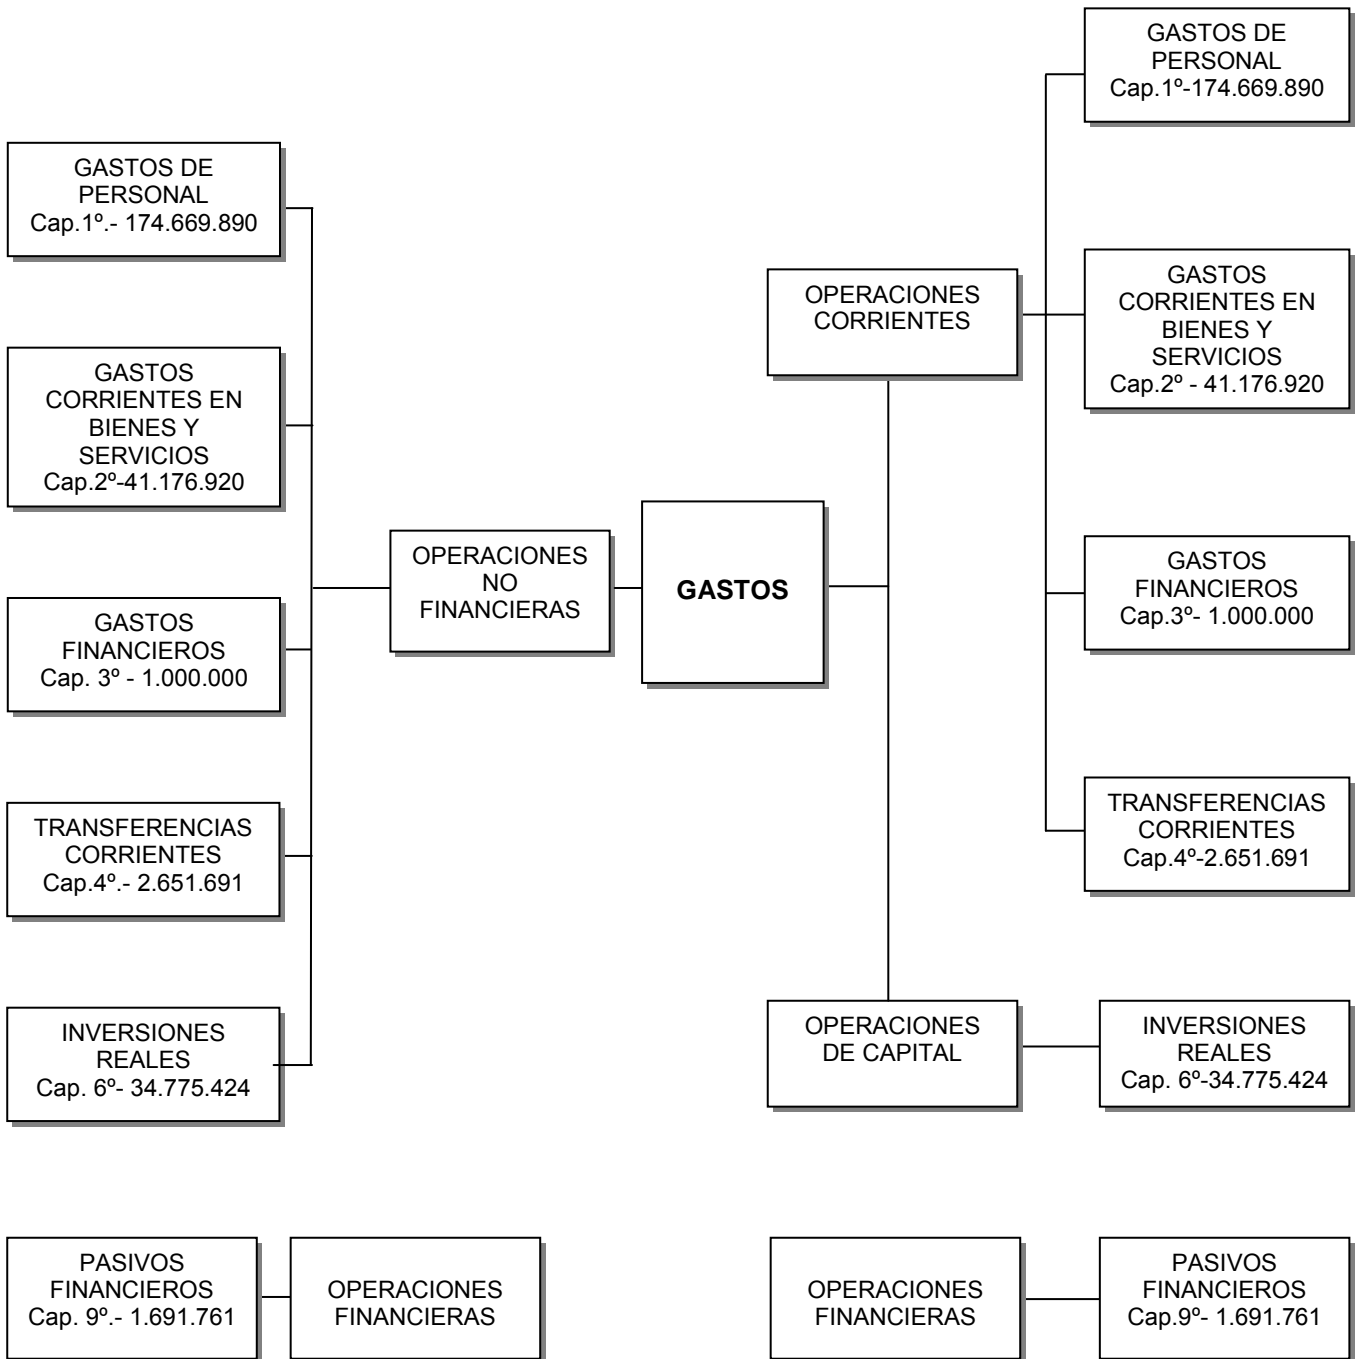 GASTOS DE
PERSONAL
Cap.1º-174.669.890
GASTOS DE
PERSONAL
Cap.1º.- 174.669.890
OPERACIONES
CORRIENTES
GASTOS
CORRIENTES EN
BIENES Y
SERVICIOS
Cap.2º - 41.176.920
GASTOS
CORRIENTES EN
BIENES Y
SERVICIOS
Cap.2º-41.176.920
OPERACIONES
NO
FINANCIERAS
GASTOS
GASTOS
FINANCIEROS
Cap.3º- 1.000.000
GASTOS
FINANCIEROS
Cap. 3º - 1.000.000
TRANSFERENCIAS
CORRIENTES
Cap.4º-2.651.691
TRANSFERENCIAS
CORRIENTES
Cap.4º.- 2.651.691
INVERSIONES
REALES
Cap. 6º- 34.775.424
OPERACIONES
DE CAPITAL
INVERSIONES
REALES
Cap. 6º-34.775.424
PASIVOS
FINANCIEROS
Cap. 9º.- 1.691.761
OPERACIONES
FINANCIERAS
OPERACIONES
FINANCIERAS
PASIVOS
FINANCIEROS
Cap.9º- 1.691.761